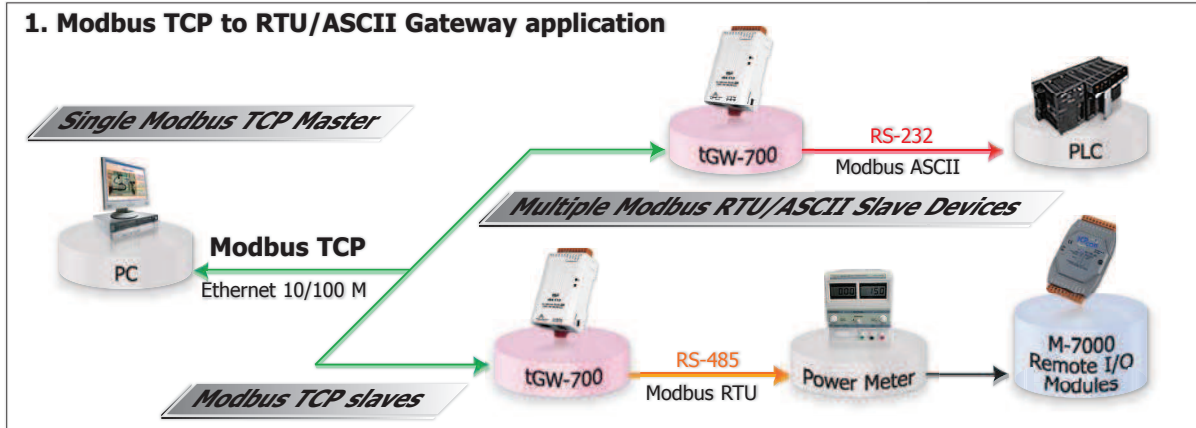 1. Modbus TCP to RTU/ASCII Gateway application
Single Modbus TCP Master
tGW-700
RS-232
Modbus ASCII
PLC
Multiple Modbus RTU/ASCII Slave Devices
Modbus TCP
PC
Ethernet 10/100 M
tGW-700
RS-485
Modbus RTU
Power Meter
M-7000
Remote I/O
Modules
Modbus TCP slaves